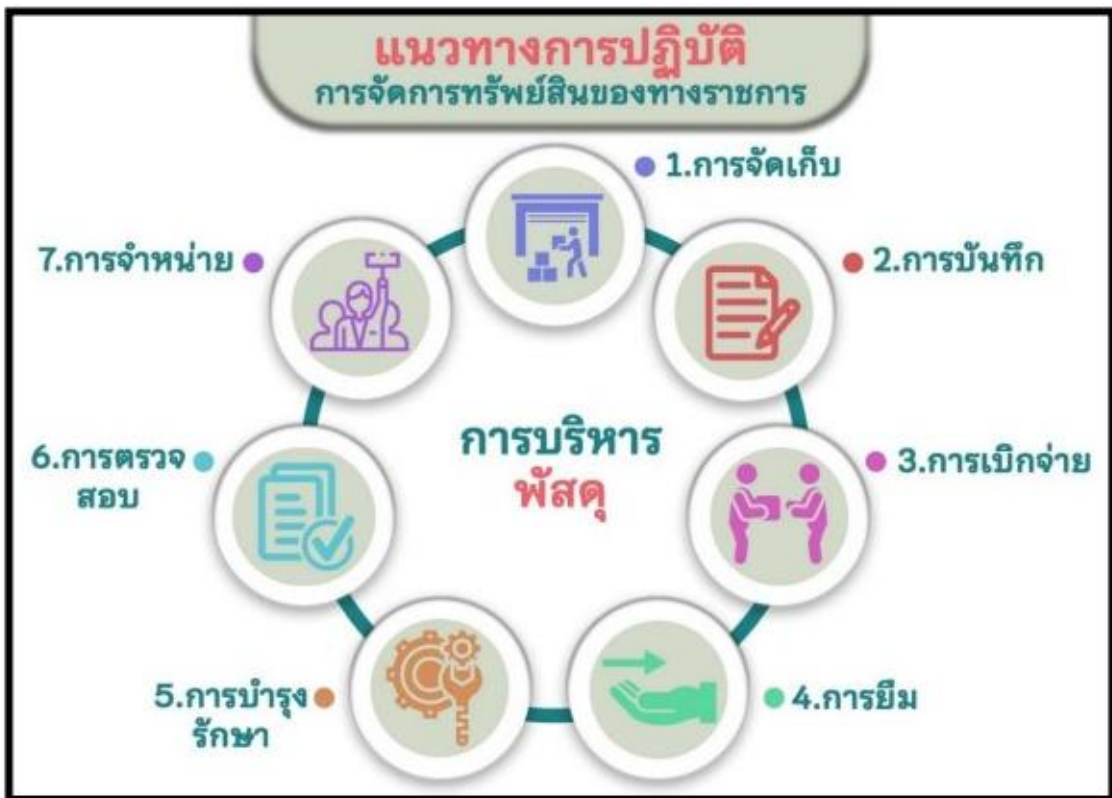 แนวทางการปฏิบัติ
การจัดการทรัพย์สินของทางราชการ
1.การจัดเก็บ
2.การบันทึก
3.การเบิกจ่าย
4.การยืม
5.การบำรุง
รักษา
6.การตรวจ
สอบ
7.การจำหน่าย
การบริหาร
พัสดุ